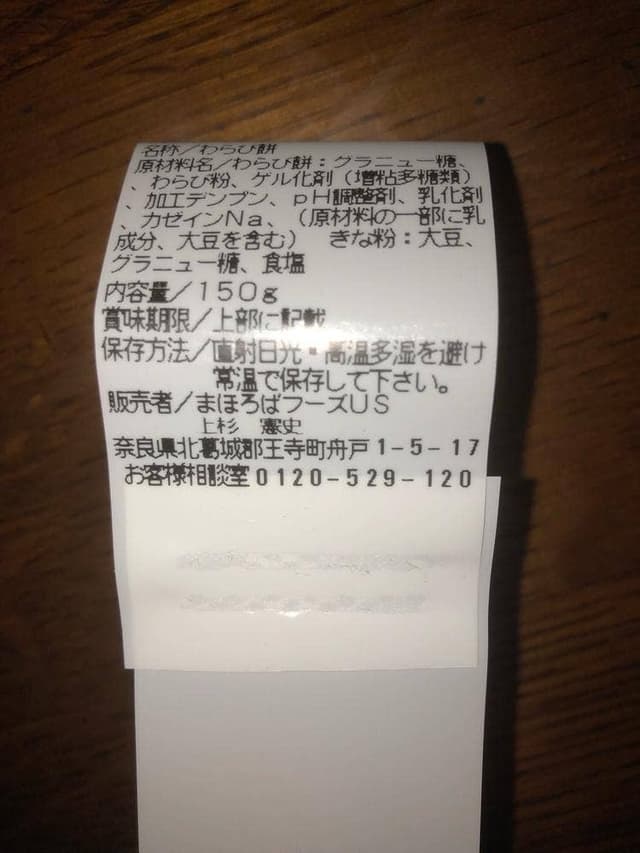 名称/わらび餅
原材料名/わらび餅:グラニュー糖、
、わらび粉、ゲル化剤(増粘多糖類)
、加工デンプン、pH調整剤、乳化剤
、カゼインNa、(原材料の一部に乳
成分、大豆を含む) きな粉:大豆、
グラニュー糖、食塩
内容量/150g
賞味期限/上部に記載
保存方法/直射日光・高温多湿を避け
常温で保存して下さい。
販売者/まほろばフーズUS
上杉 憲史
奈良県北葛城郡王寺町舟戸1-5-17
お客様相談室0120-529-120